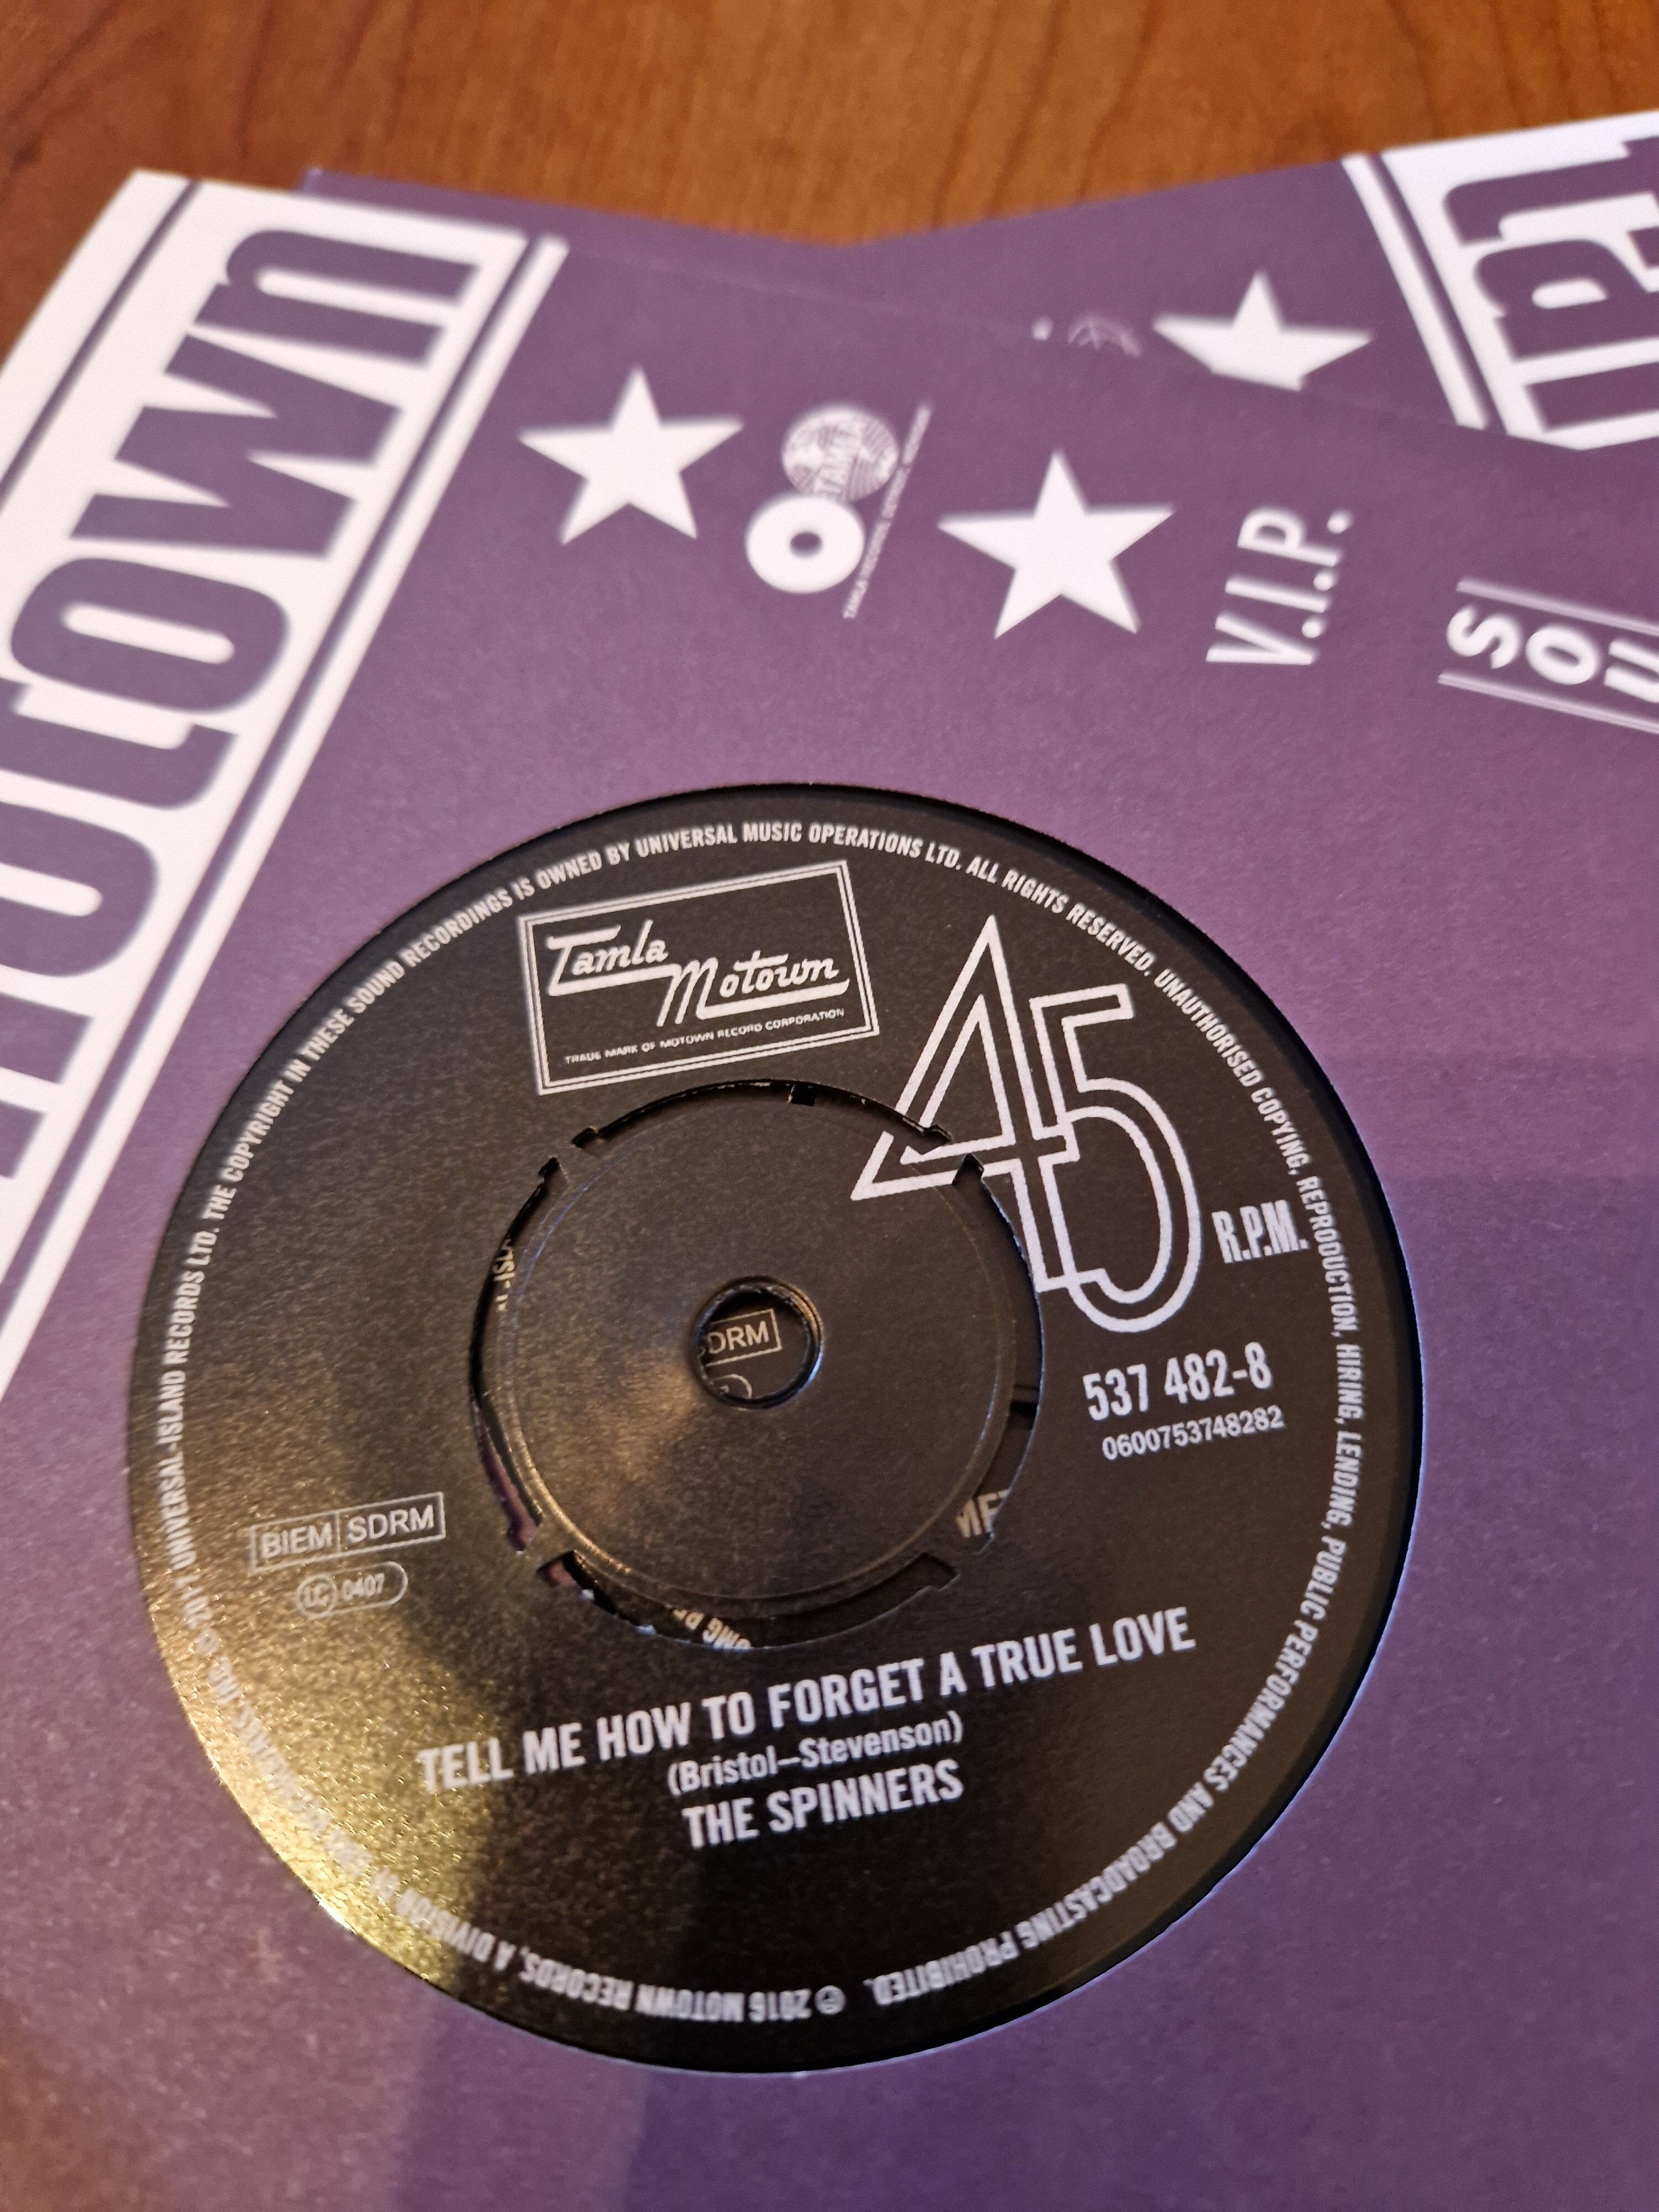 motown
V.I.P.
SOU
THE COPYRIGHT IN THESE SOUND RECORDINGS IS OWNED BY UNIVERSAL MUSIC OPERATIONS LTD. ALL RIGHTS RESERVED. UNAUTHORISED COPYING, REPRODUCTION, HIRING, LENDING, PUBLIC PERFORMANCES AND BROADCASTING PROHIBITED.
℗ 2016 MOTOWN RECORDS, A DIVISION OF
UNIVERSAL-ISLAND RECORDS LTD.
Tamla
Motown
TRADE MARK OF MOTOWN RECORD CORPORATION
45
R.P.M.
SDRM
537 482-8
0600753748282
BIEM SDRM
LC 0407
TELL ME HOW TO FORGET A TRUE LOVE
(Bristol–Stevenson)
THE SPINNERS